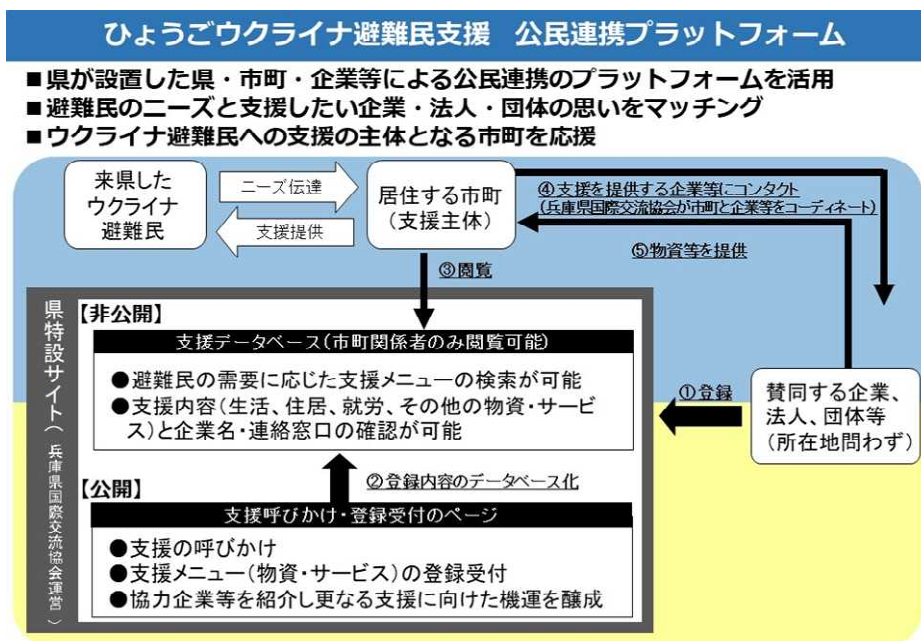 ひょうごウクライナ避難民支援　公民連携プラットフォーム
■県が設置した県・市町・企業等による公民連携のプラットフォームを活用
■避難民のニーズと支援したい企業・法人・団体の思いをマッチング
■ウクライナ避難民への支援の主体となる市町を応援
来県した
ウクライナ
避難民
ニーズ伝達
支援提供
居住する市町
（支援主体）
④支援を提供する企業等にコンタクト
（兵庫県国際交流協会が市町と企業等をコーディネート）
⑤物資等を提供
③閲覧
県特設サイト（兵庫県国際交流協会運営）
【非公開】
支援データベース（市町関係者のみ閲覧可能）
●避難民の需要に応じた支援メニューの検索が可能
●支援内容（生活、住居、就労、その他の物資・サービ
ス）と企業名・連絡窓口の確認が可能
①登録
賛同する企業、
法人、団体等
（所在地問わず）
②登録内容のデータベース化
【公開】
支援呼びかけ・登録受付のページ
●支援の呼びかけ
●支援メニュー（物資・サービス）の登録受付
●協力企業等を紹介し更なる支援に向けた機運を醸成